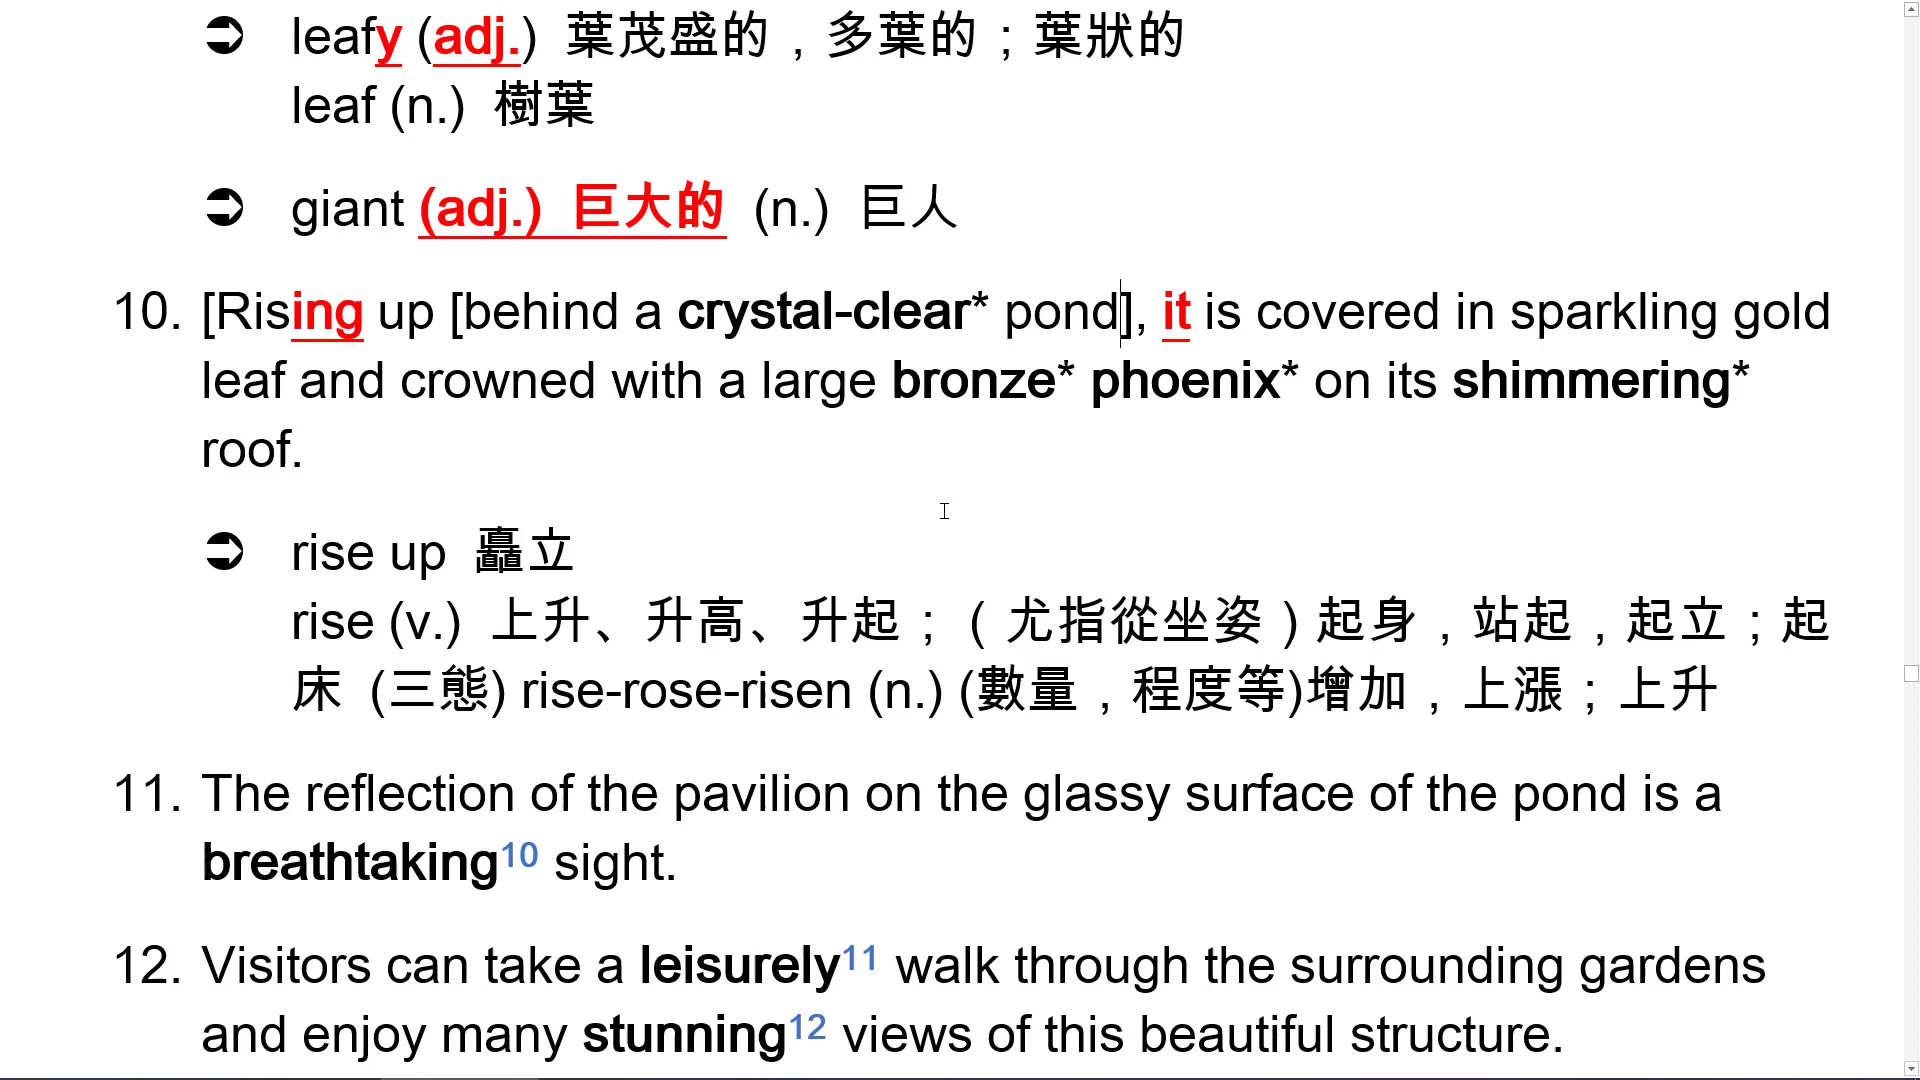 ➲ leafy (adj.) 葉茂盛的，多葉的；葉狀的
leaf (n.) 樹葉
➲ giant (adj.) 巨大的 (n.) 巨人
10. [Rising up [behind a crystal-clear* pond], it is covered in sparkling gold
leaf and crowned with a large bronze* phoenix* on its shimmering*
roof.
➲ rise up 矗立
rise (v.) 上升、升高、升起；（尤指從坐姿）起身，站起，起立；起
床 (三態) rise-rose-risen (n.) (數量，程度等)增加，上漲；上升
11. The reflection of the pavilion on the glassy surface of the pond is a
breathtaking10 sight.
12. Visitors can take a leisurely11 walk through the surrounding gardens
and enjoy many stunning12 views of this beautiful structure.